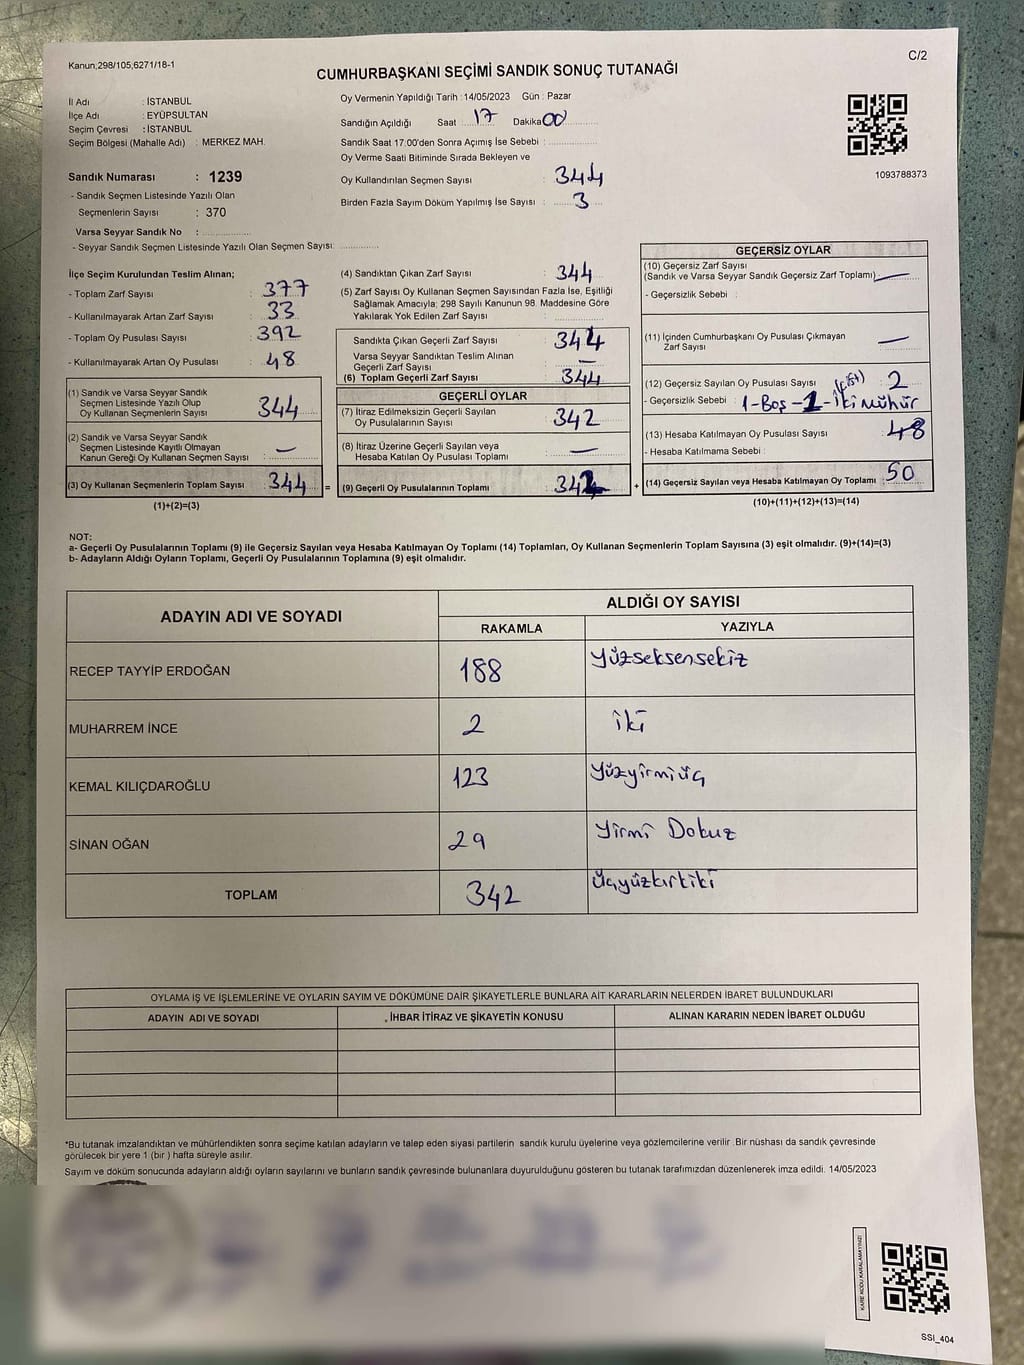 Kanun;298/105,6271/18-1
C/2
CUMHURBAŞKANI SEÇİMİ SANDIK SONUÇ TUTANAĞI
İl Adı : İSTANBUL
İlçe Adı : EYÜPSULTAN
Seçim Çevresi : İSTANBUL
Seçim Bölgesi (Mahalle Adı) : MERKEZ MAH.
Sandık Numarası : 1239
- Sandık Seçmen Listesinde Yazılı Olan
Seçmenlerin Sayısı : 370
Varsa Seyyar Sandık No :
- Seyyar Sandık Seçmen Listesinde Yazılı Olan Seçmen Sayısı:
Oy Vermenin Yapıldığı Tarih : 14/05/2023 Gün : Pazar
Sandığın Açıldığı Saat 17 Dakika 00
Sandık Saat 17:00'den Sonra Açımış İse Sebebi :
Oy Verme Saati Bitiminde Sırada Bekleyen ve
Oy Kullandırılan Seçmen Sayısı : 344
Birden Fazla Sayım Döküm Yapılmış İse Sayısı : 3
1093788373
İlçe Seçim Kurulundan Teslim Alınan;
- Toplam Zarf Sayısı : 377
- Kullanılmayarak Artan Zarf Sayısı : 33
- Toplam Oy Pusulası Sayısı : 392
- Kullanılmayarak Artan Oy Pusulası : 48
(1) Sandık ve Varsa Seyyar Sandık
Seçmen Listesinde Yazılı Olup
Oy Kullanan Seçmenlerin Sayısı : 344
(2) Sandık ve Varsa Seyyar Sandık
Seçmen Listesinde Kayıtlı Olmayan
Kanun Gereği Oy Kullanan Seçmen Sayısı : —
(3) Oy Kullanan Seçmenlerin Toplam Sayısı : 344 =
(1)+(2)=(3)
(4) Sandıktan Çıkan Zarf Sayısı : 344
(5) Zarf Sayısı Oy Kullanan Seçmen Sayısından Fazla İse, Eşitliği
Sağlamak Amacıyla; 298 Sayılı Kanunun 98. Maddesine Göre
Yakılarak Yok Edilen Zarf Sayısı :
Sandıkta Çıkan Geçerli Zarf Sayısı : 344
Varsa Seyyar Sandıktan Teslim Alınan
Geçerli Zarf Sayısı : —
(6) Toplam Geçerli Zarf Sayısı : 344
GEÇERLİ OYLAR
(7) İtiraz Edilmeksizin Geçerli Sayılan
Oy Pusulalarının Sayısı : 342
(8) İtiraz Üzerine Geçerli Sayılan veya
Hesaba Katılan Oy Pusulası Toplamı : —
(9) Geçerli Oy Pusulalarının Toplamı : 342 +
GEÇERSİZ OYLAR
(10) Geçersiz Zarf Sayısı
(Sandık ve Varsa Seyyar Sandık Geçersiz Zarf Toplamı) : —
- Geçersizlik Sebebi :
(11) İçinden Cumhurbaşkanı Oy Pusulası Çıkmayan
Zarf Sayısı : —
(12) Geçersiz Sayılan Oy Pusulası Sayısı : 2
- Geçersizlik Sebebi : 1-Boş-1-İki mühür
(13) Hesaba Katılmayan Oy Pusulası Sayısı : 48
- Hesaba Katılmama Sebebi :
(14) Geçersiz Sayılan veya Hesaba Katılmayan Oy Toplamı : 50
(10)+(11)+(12)+(13)=(14)
NOT:
a- Geçerli Oy Pusulalarının Toplamı (9) ile Geçersiz Sayılan veya Hesaba Katılmayan Oy Toplamı (14) Toplamları, Oy Kullanan Seçmenlerin Toplam Sayısına (3) eşit olmalıdır. (9)+(14)=(3)
b- Adayların Aldığı Oyların Toplamı, Geçerli Oy Pusulalarının Toplamına (9) eşit olmalıdır.
ADAYIN ADI VE SOYADI
ALDIĞI OY SAYISI
RAKAMLA YAZIYLA
RECEP TAYYİP ERDOĞAN 188 Yüzseksensekiz
MUHARREM İNCE 2 iki
KEMAL KILIÇDAROĞLU 123 Yüzyirmiüç
SİNAN OĞAN 29 Yirmi Dokuz
TOPLAM 342 Üçyüzkırkiki
OYLAMA İŞ VE İŞLEMLERİNE VE OYLARIN SAYIM VE DÖKÜMÜNE DAİR ŞİKAYETLERLE BUNLARA AİT KARARLARIN NELERDEN İBARET BULUNDUKLARI
ADAYIN ADI VE SOYADI İHBAR İTİRAZ VE ŞİKAYETİN KONUSU ALINAN KARARIN NEDEN İBARET OLDUĞU
*Bu tutanak imzalandıktan ve mühürlendikten sonra seçime katılan adayların ve talep eden siyasi partilerin sandık kurulu üyelerine veya gözlemcilerine verilir. Bir nüshası da sandık çevresinde
görülecek bir yere 1 (bir ) hafta süreyle asılır.
Sayım ve döküm sonucunda adayların aldığı oyların sayılarını ve bunların sandık çevresinde bulunanlara duyurulduğunu gösteren bu tutanak tarafımızdan düzenlenerek imza edildi. 14/05/2023
KARE KODU KARALAMAYINIZ!
SSI_404